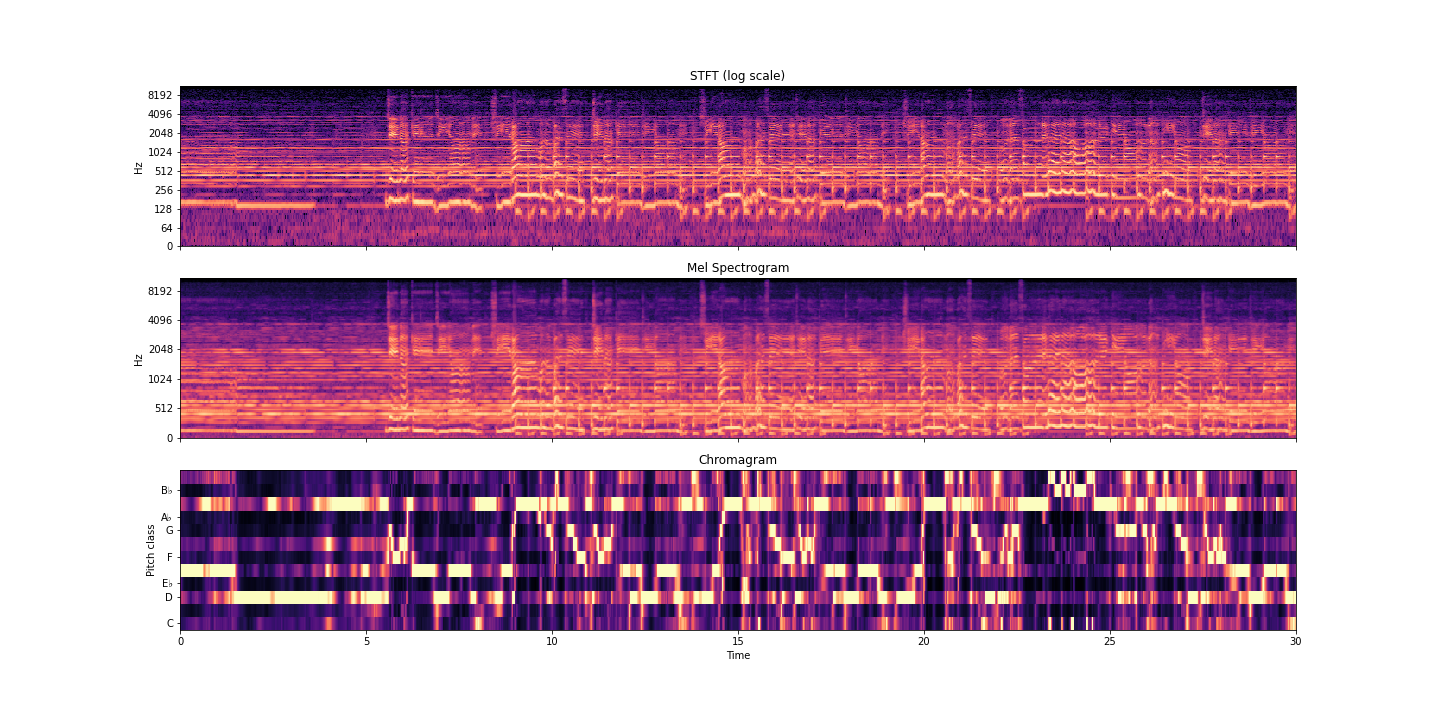 STFT (log scale)
8192
4096
2048
1024
512
256
128
64
0
Hz
Mel Spectrogram
8192
4096
2048
1024
512
0
Hz
Chromagram
B♭
A♭
G
F
E♭
D
C
Pitch class
0 5 10 15 20 25 30
Time